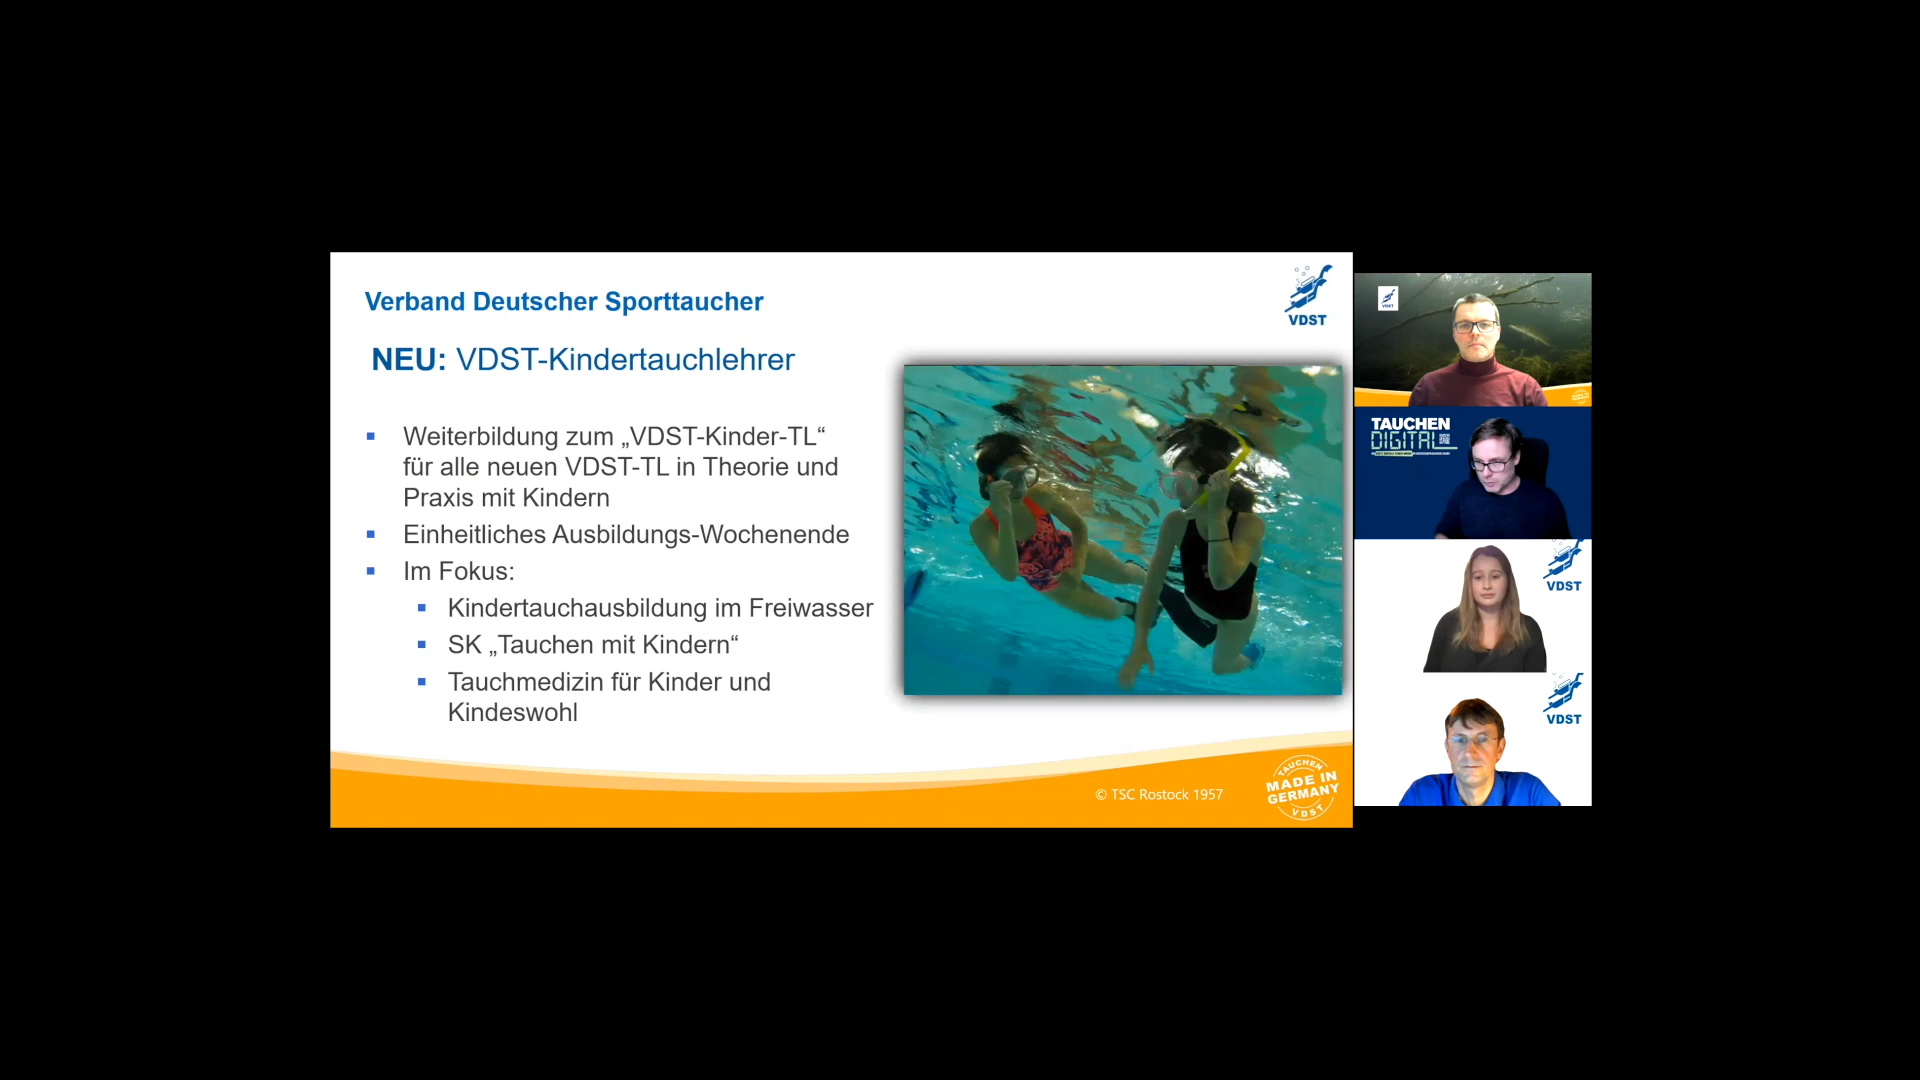 Verband Deutscher Sporttaucher
VDST
NEU: VDST-Kindertauchlehrer
Weiterbildung zum „VDST-Kinder-TL“
für alle neuen VDST-TL in Theorie und
Praxis mit Kindern
Einheitliches Ausbildungs-Wochenende
Im Fokus:
Kindertauchausbildung im Freiwasser
SK „Tauchen mit Kindern“
Tauchmedizin für Kinder und
Kindeswohl
© TSC Rostock 1957
TAUCHEN
MADE IN
GERMANY
VDST
TAUCHEN
DIGITAL
VDST
VDST